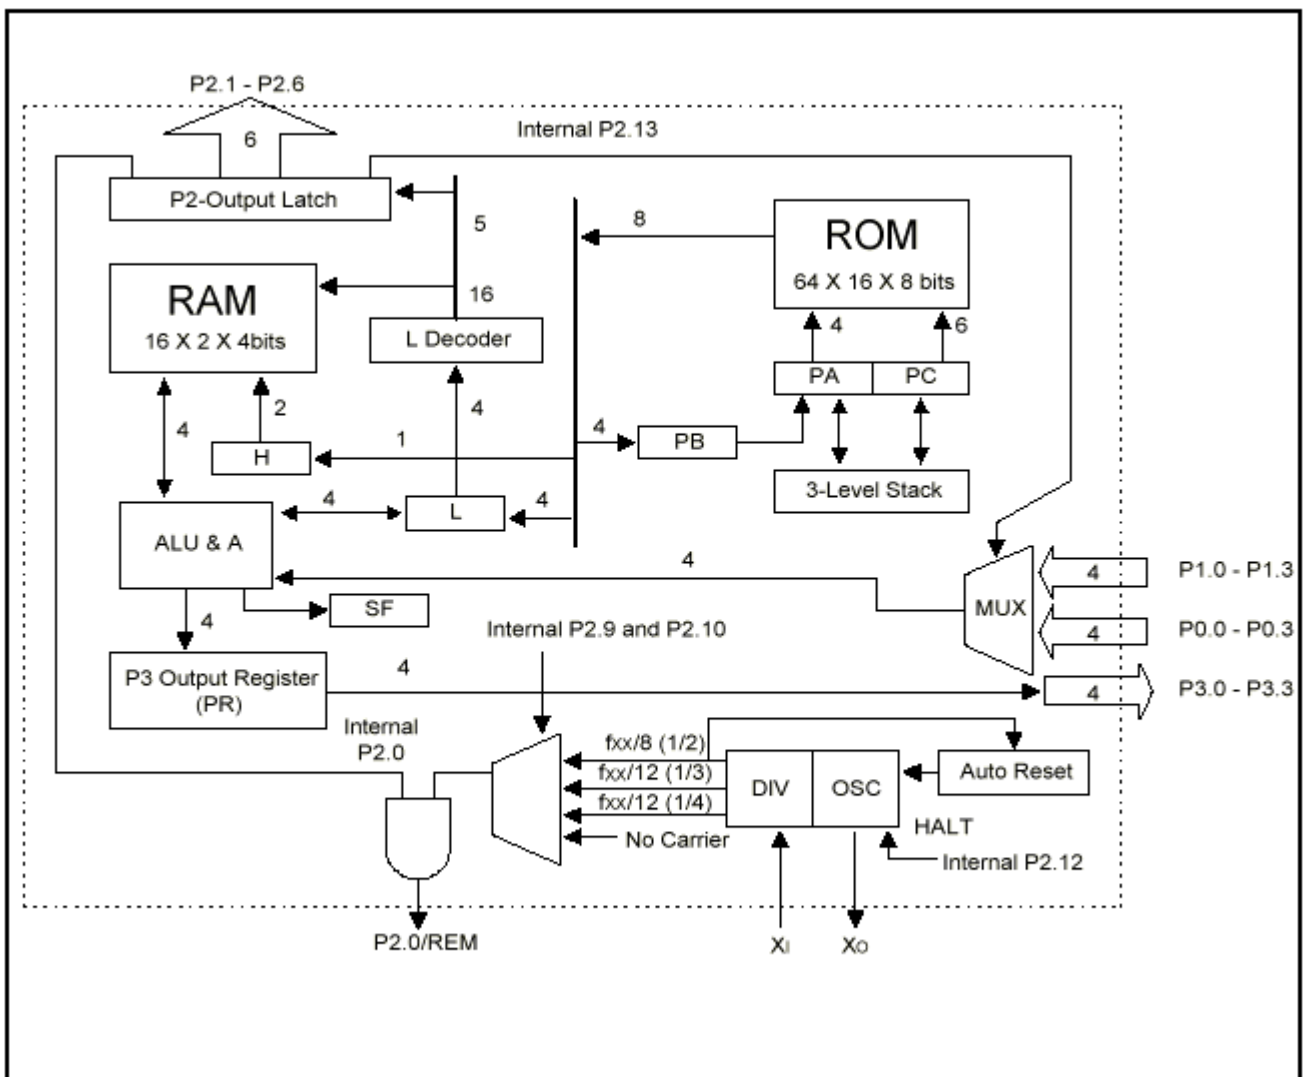 P2.1 - P2.6
6
Internal P2.13
P2-Output Latch
5
8
ROM
64 X 16 X 8 bits
RAM
16 X 2 X 4bits
16
L Decoder
4
6
PA
PC
4
2
4
1
4
PB
H
3-Level Stack
4
L
4
ALU & A
4
MUX
4
P1.0 - P1.3
4
P0.0 - P0.3
SF
4
Internal P2.9 and P2.10
P3 Output Register
(PR)
4
4
P3.0 - P3.3
Internal
P2.0
fxx/8 (1/2)
fxx/12 (1/3)
fxx/12 (1/4)
No Carrier
DIV
OSC
Auto Reset
HALT
Internal P2.12
P2.0/REM
XI
XO